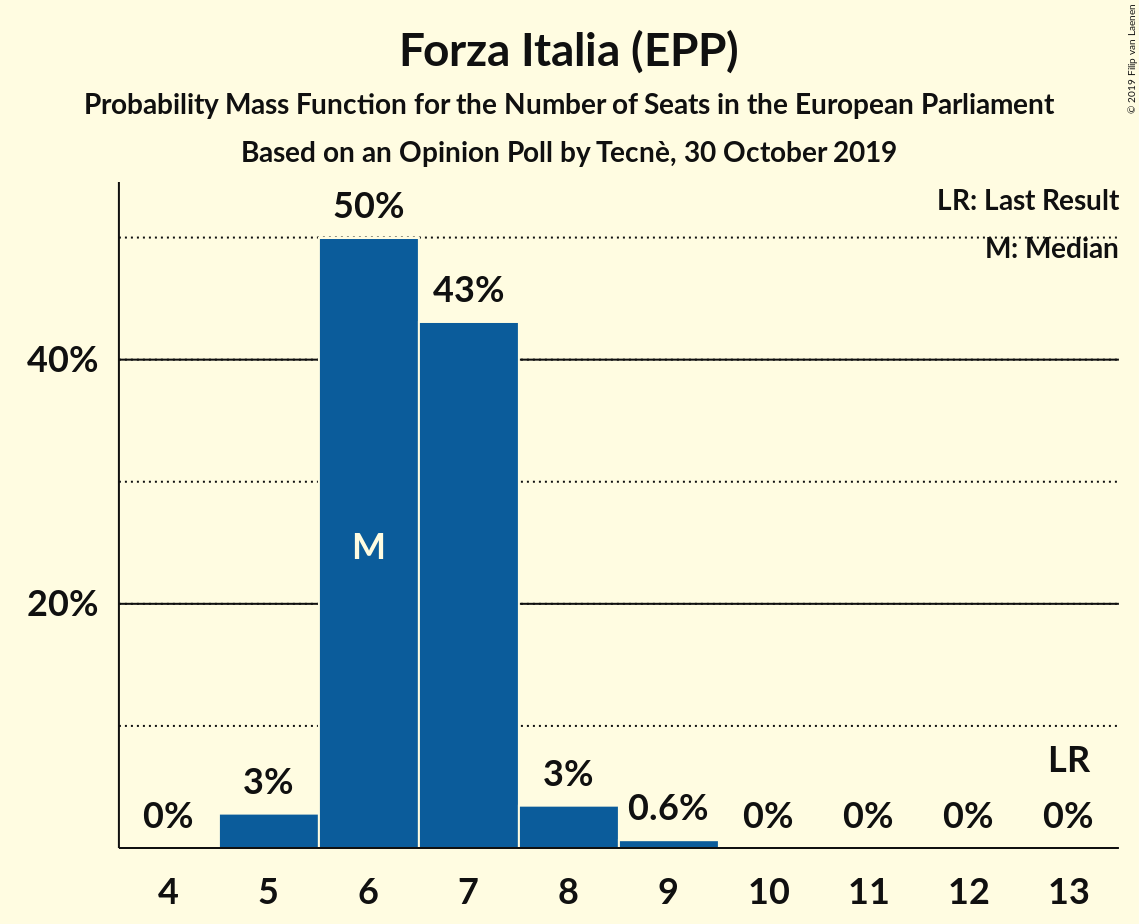 Forza Italia (EPP)
Probability Mass Function for the Number of Seats in the European Parliament
Based on an Opinion Poll by Tecnè, 30 October 2019
© 2019 Filip van Laenen
LR: Last Result
M: Median
50%
43%
40%
M
20%
LR
0%
3%
3%
0.6%
0%
0%
0%
0%
4 5 6 7 8 9 10 11 12 13